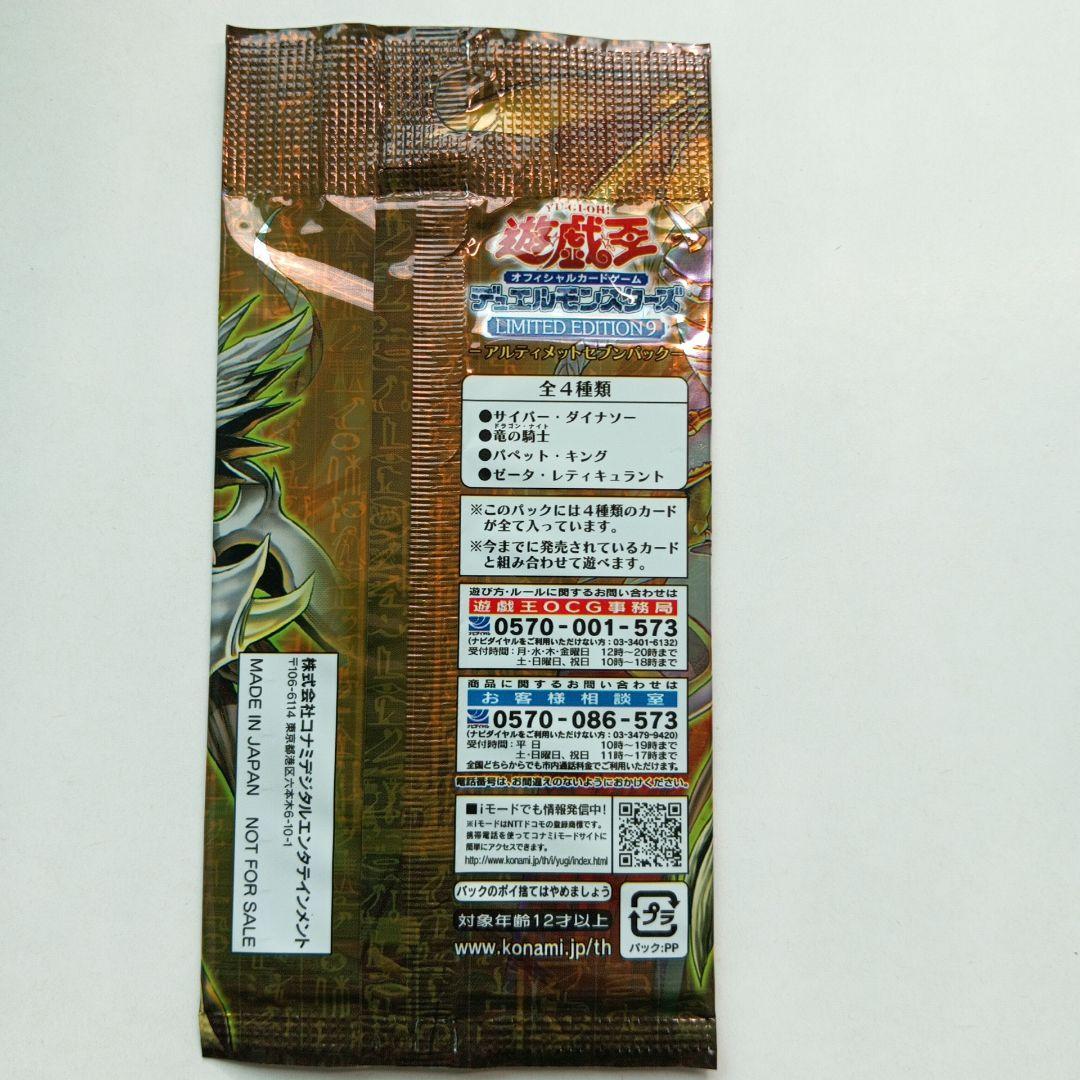 YU-GI-OH!
遊戯王
オフィシャルカードゲーム
デュエルモンスターズ
LIMITED EDITION 9
－アルティメットセブンパック－
全4種類
●サイバー・ダイナソー
ドラゴン・ナイト
●竜の騎士
●パペット・キング
●ゼータ・レティキュラント
※このパックには4種類のカード
が全て入っています。
※今までに発売されているカード
と組み合わせて遊べます。
遊び方・ルールに関するお問い合わせは
遊戯王OCG事務局
0570-001-573
(ナビダイヤルをご利用いただけない方：03-3401-6132)
受付時間：月・水・木・金曜日 12時〜20時まで
土・日曜日、祝日 10時〜18時まで
商品に関するお問い合わせは
お客様相談室
0570-086-573
(ナビダイヤルをご利用いただけない方：03-3479-9420)
受付時間：平日 10時〜19時まで
土・日曜日、祝日 11時〜17時まで
全国どちらからでも市内通話料金でご利用いただけます。
電話番号は、お間違えのないようにおかけください。
■iモードでも情報発信中！
※iモードはNTTドコモの登録商標です。
携帯電話を使ってコナミiモードサイトに
簡単にアクセスできます。
http://www.konami.jp/th/i/yugi/index.html
パックのポイ捨てはやめましょう
対象年齢12才以上
www.konami.jp/th
プラ
パック:PP
株式会社コナミデジタルエンタテインメント
〒106-6114 東京都港区六本木6-10-1
MADE IN JAPAN NOT FOR SALE